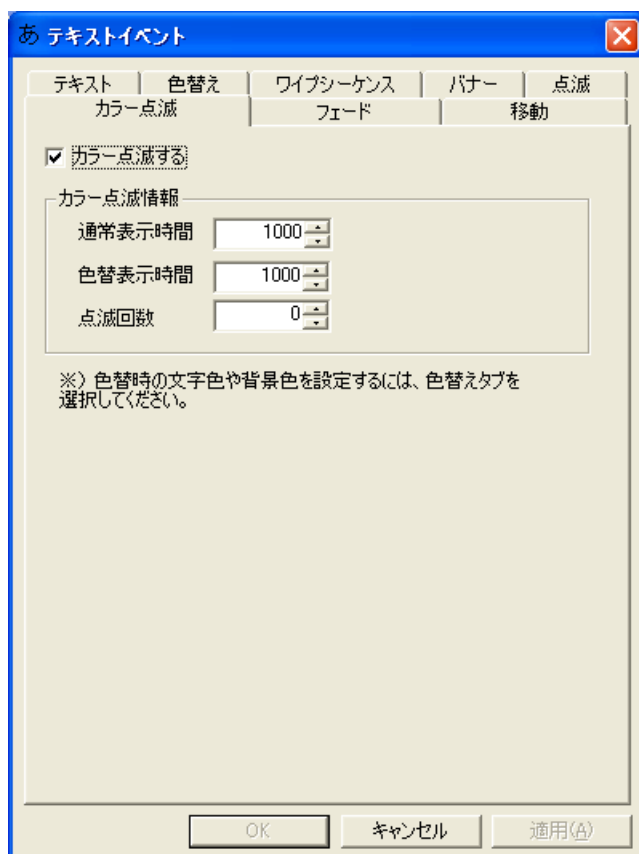 あ テキストイベント
テキスト 色替え ワイプシーケンス バナー 点滅
カラー点滅 フェード 移動
カラー点滅する
カラー点滅情報
通常表示時間 1000
色替表示時間 1000
点滅回数 0
※）色替時の文字色や背景色を設定するには、色替えタブを
選択してください。
OK キャンセル 適用(A)